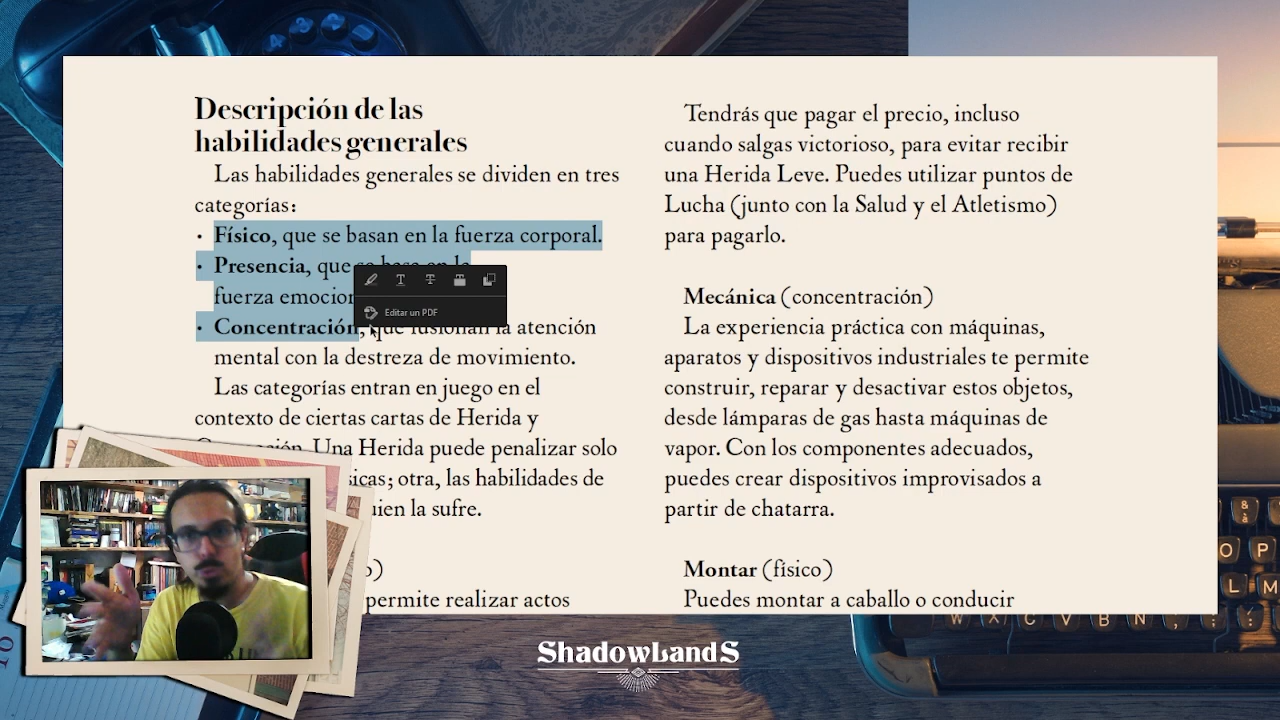 Descripción de las
habilidades generales
Las habilidades generales se dividen en tres
categorías:
• Físico, que se basan en la fuerza corporal.
• Presencia, que se basa en la
fuerza emocio
• Concentración, que fusionan la atención
mental con la destreza de movimiento.
Las categorías entran en juego en el
contexto de ciertas cartas de Herida y
Una Herida puede penalizar solo
sicas; otra, las habilidades de
uien la sufre.
o)
permite realizar actos
Editar un PDF
Tendrás que pagar el precio, incluso
cuando salgas victorioso, para evitar recibir
una Herida Leve. Puedes utilizar puntos de
Lucha (junto con la Salud y el Atletismo)
para pagarlo.
Mecánica (concentración)
La experiencia práctica con máquinas,
aparatos y dispositivos industriales te permite
construir, reparar y desactivar estos objetos,
desde lámparas de gas hasta máquinas de
vapor. Con los componentes adecuados,
puedes crear dispositivos improvisados a
partir de chatarra.
Montar (físico)
Puedes montar a caballo o conducir
ShadowLandS
& à
O P
L M
W X C V B N